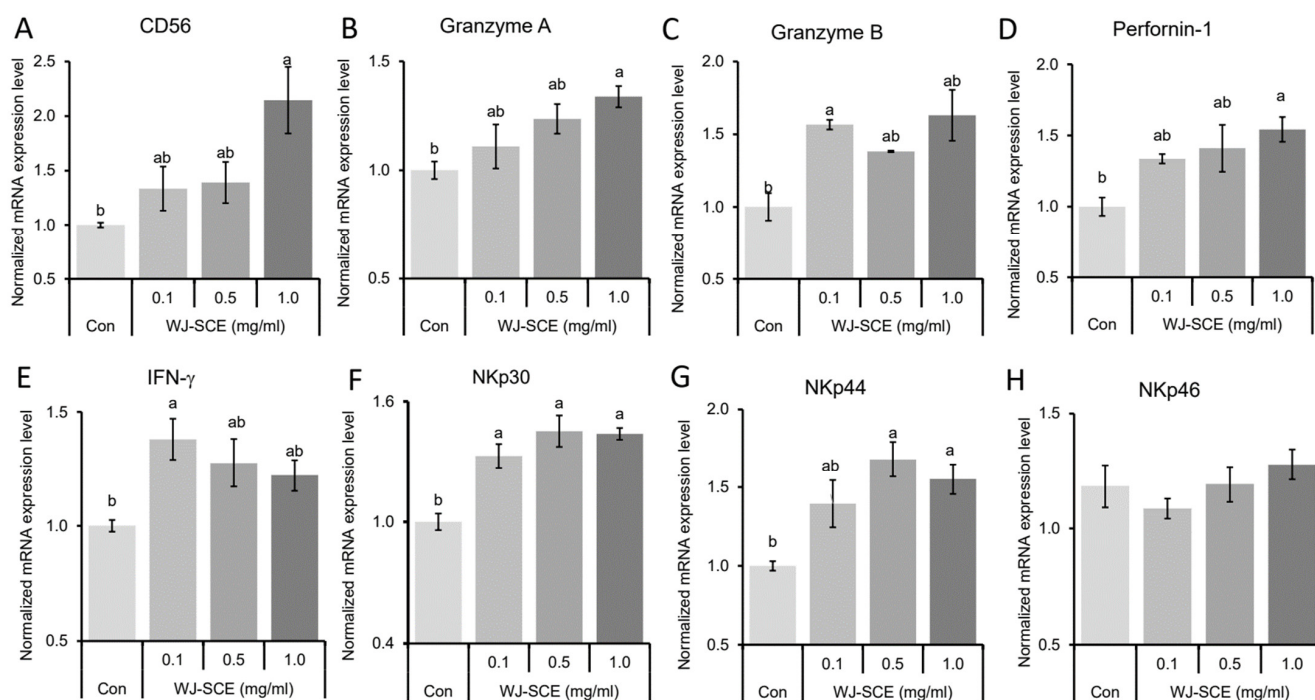 A
CD56
Normalized mRNA expression level
2.5
2.0
1.5
1.0
0.5
b
ab
ab
a
0.1
0.5
1.0
Con
WJ-SCE (mg/ml)
B
Granzyme A
Normalized mRNA expression level
1.5
1.0
0.5
b
ab
ab
a
0.1
0.5
1.0
Con
WJ-SCE (mg/ml)
C
Granzyme B
Normalized mRNA expression level
2.0
1.5
1.0
0.5
b
a
ab
ab
0.1
0.5
1.0
Con
WJ-SCE (mg/ml)
D
Perfornin-1
Normalized mRNA expression level
2.0
1.5
1.0
0.5
b
ab
ab
a
0.1
0.5
1.0
Con
WJ-SCE (mg/ml)
E
IFN-γ
Normalized mRNA expression level
1.5
1.0
0.5
b
a
ab
ab
0.1
0.5
1.0
Con
WJ-SCE (mg/ml)
F
NKp30
Normalized mRNA expression level
1.6
1.0
0.4
b
a
a
a
0.1
0.5
1.0
Con
WJ-SCE (mg/ml)
G
NKp44
Normalized mRNA expression level
2.0
1.5
1.0
0.5
b
ab
a
a
0.1
0.5
1.0
Con
WJ-SCE (mg/ml)
H
NKp46
Normalized mRNA expression level
1.5
1.0
0.5
0.1
0.5
1.0
Con
WJ-SCE (mg/ml)